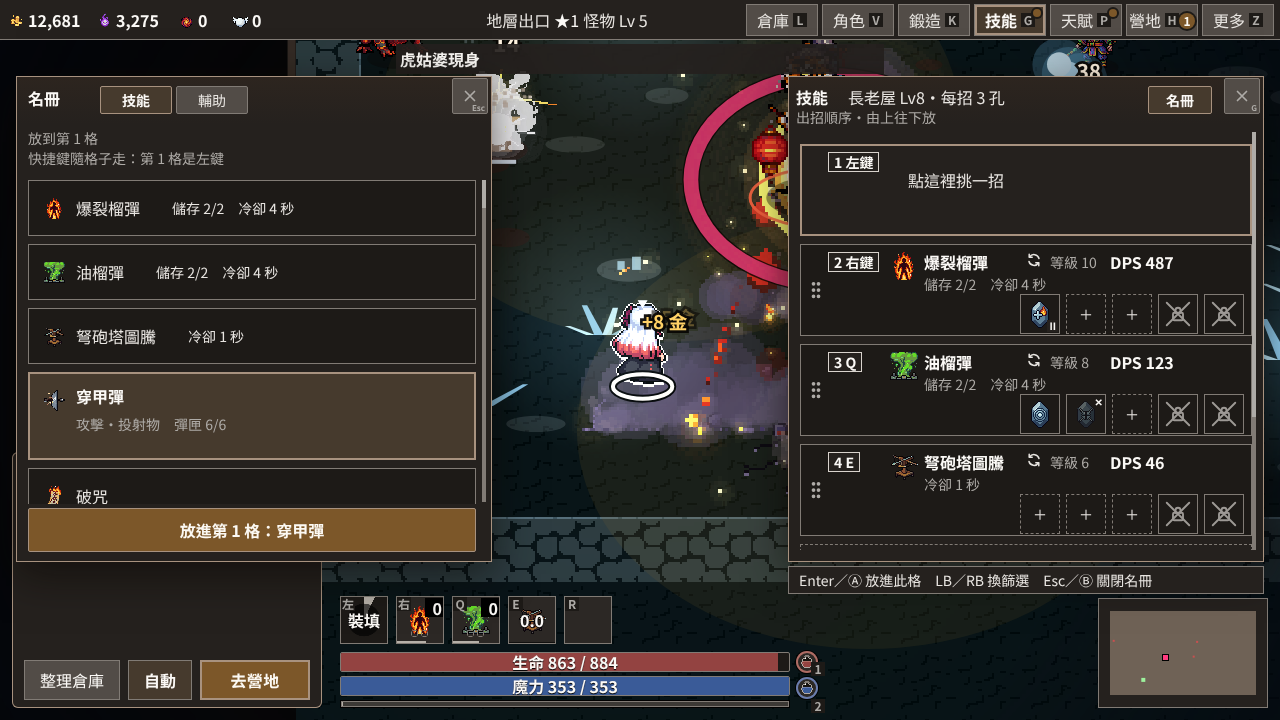 12,681 3,275 0 0 地層出口 ★1 怪物 Lv 5 倉庫 L 角色 V 鍛造 K 技能 G 天賦 P 營地 H 1 更多 Z
虎姑婆現身
38
名冊 技能 輔助 Esc
放到第 1 格
快捷鍵隨格子走：第 1 格是左鍵
爆裂榴彈 儲存 2/2 冷卻 4 秒
油榴彈 儲存 2/2 冷卻 4 秒
弩砲塔圖騰 冷卻 1 秒
穿甲彈
攻擊・投射物 彈匣 6/6
破咒
放進第 1 格：穿甲彈
+8 金
技能 長老屋 Lv8・每招 3 孔 名冊 G
出招順序・由上往下放
1 左鍵
點這裡挑一招
2 右鍵 爆裂榴彈 等級 10 DPS 487
儲存 2/2 冷卻 4 秒
3 Q 油榴彈 等級 8 DPS 123
儲存 2/2 冷卻 4 秒
4 E 弩砲塔圖騰 等級 6 DPS 46
冷卻 1 秒
Enter／Ⓐ 放進此格 LB／RB 換篩選 Esc／Ⓑ 關閉名冊
左 裝填 右 0 Q 0 E 0.0 R
生命 863 / 884 1
魔力 353 / 353 2
整理倉庫 自動 去營地